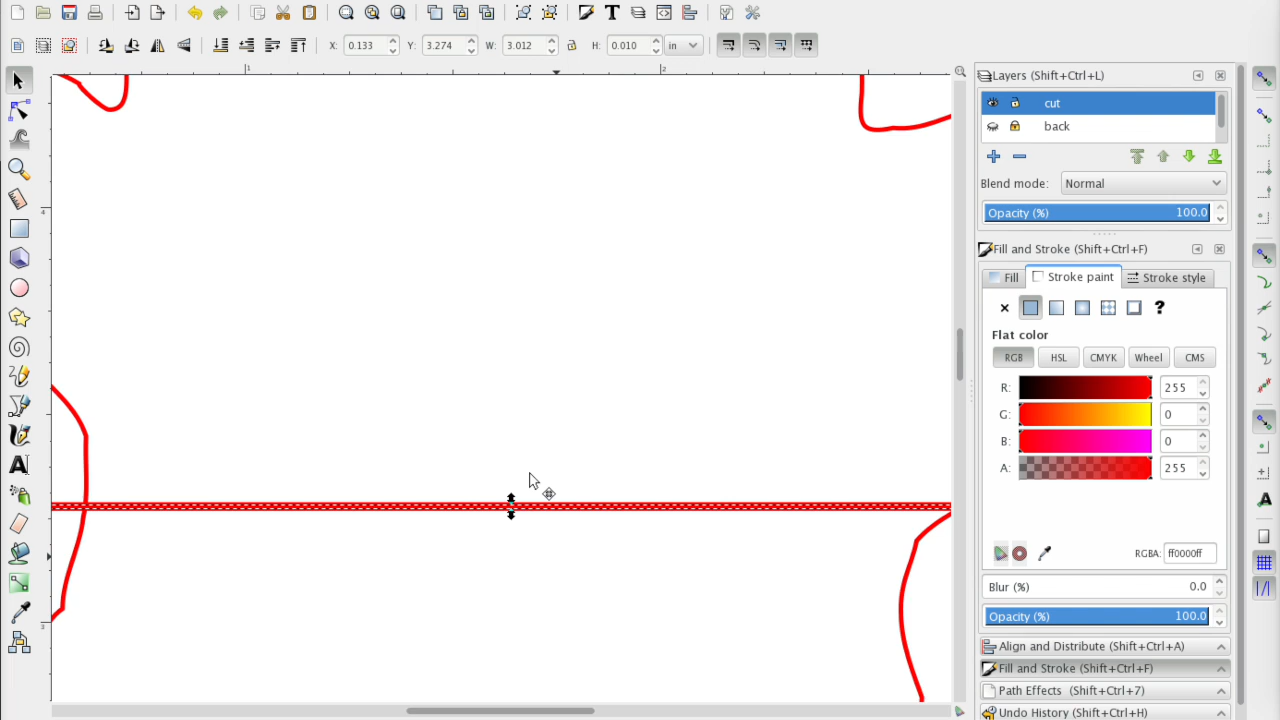 X: 0.133 Y: 3.274 W: 3.012 H: 0.010 in
1 2
4
3
Layers (Shift+Ctrl+L)
cut
back
Blend mode: Normal
Opacity (%) 100.0
Fill and Stroke (Shift+Ctrl+F)
Fill Stroke paint Stroke style
?
Flat color
RGB HSL CMYK Wheel CMS
R: 255
G: 0
B: 0
A: 255
RGBA: ff0000ff
Blur (%) 0.0
Opacity (%) 100.0
Align and Distribute (Shift+Ctrl+A)
Fill and Stroke (Shift+Ctrl+F)
Path Effects (Shift+Ctrl+7)
Undo History (Shift+Ctrl+H)